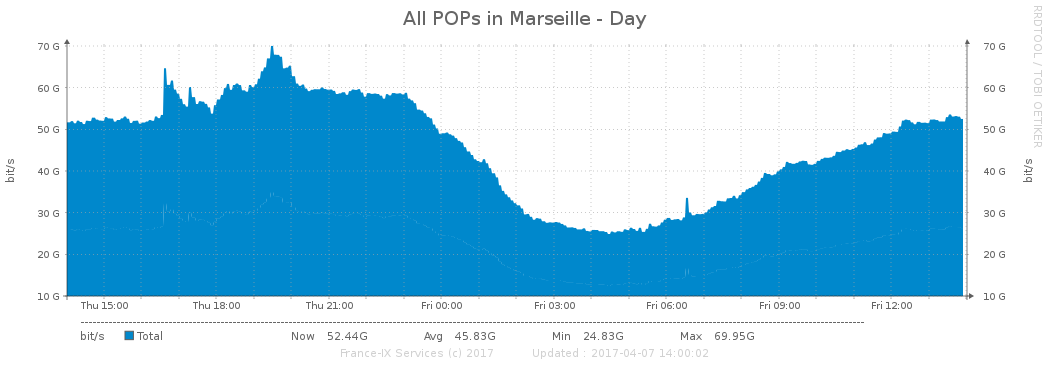 All POPs in Marseille - Day
RRDTOOL / TOBI OETIKER
70 G 70 G
60 G 60 G
50 G 50 G
40 G 40 G
30 G 30 G
20 G 20 G
10 G 10 G
bit/s bit/s
Thu 15:00 Thu 18:00 Thu 21:00 Fri 00:00 Fri 03:00 Fri 06:00 Fri 09:00 Fri 12:00
bit/s Total Now 52.44G Avg 45.83G Min 24.83G Max 69.95G
France-IX Services (c) 2017 Updated : 2017-04-07 14:00:02